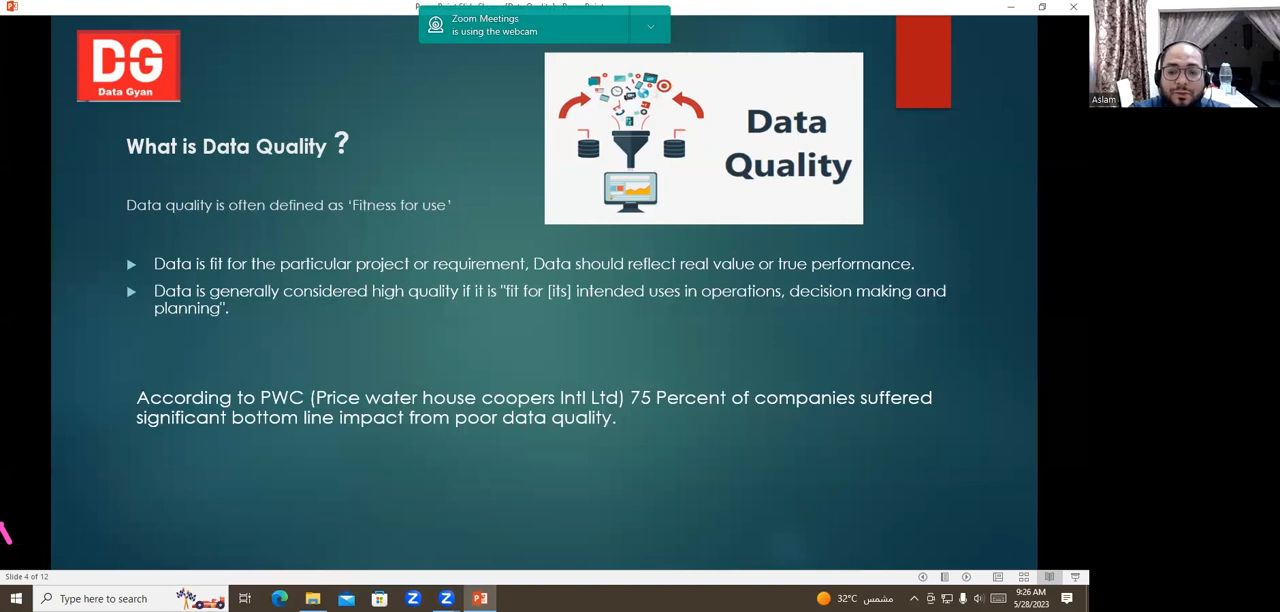 Zoom Meetings
is using the webcam
DG
Data Gyan
What is Data Quality ?
Data
Quality
Data quality is often defined as ‘Fitness for use’
Data is fit for the particular project or requirement, Data should reflect real value or true performance.
Data is generally considered high quality if it is "fit for [its] intended uses in operations, decision making and
planning".
According to PWC (Price water house coopers Intl Ltd) 75 Percent of companies suffered
significant bottom line impact from poor data quality.
Aslam
Slide 4 of 12
Type here to search
32°C مشمس
9:26 AM
5/28/2023